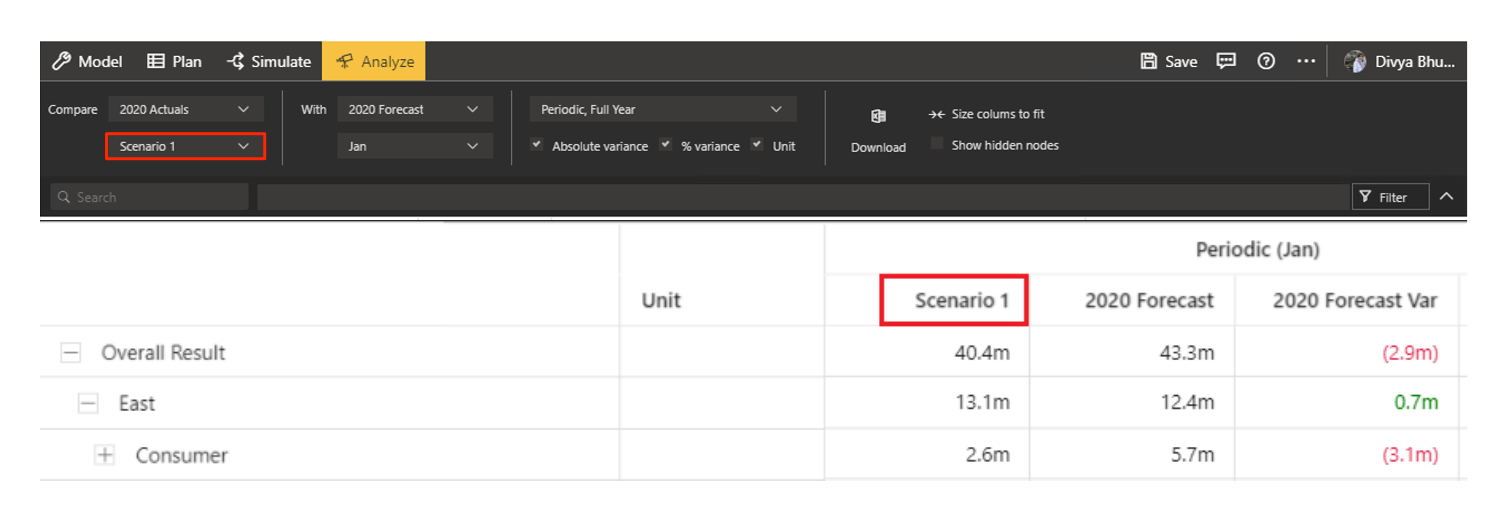 Model Plan Simulate Analyze Save Divya Bhu...
Compare 2020 Actuals With 2020 Forecast Periodic, Full Year Size colums to fit
Scenario 1 Jan Absolute variance % variance Unit Download Show hidden nodes
Search Filter
Periodic (Jan)
Unit Scenario 1 2020 Forecast 2020 Forecast Var
Overall Result 40.4m 43.3m (2.9m)
East 13.1m 12.4m 0.7m
Consumer 2.6m 5.7m (3.1m)